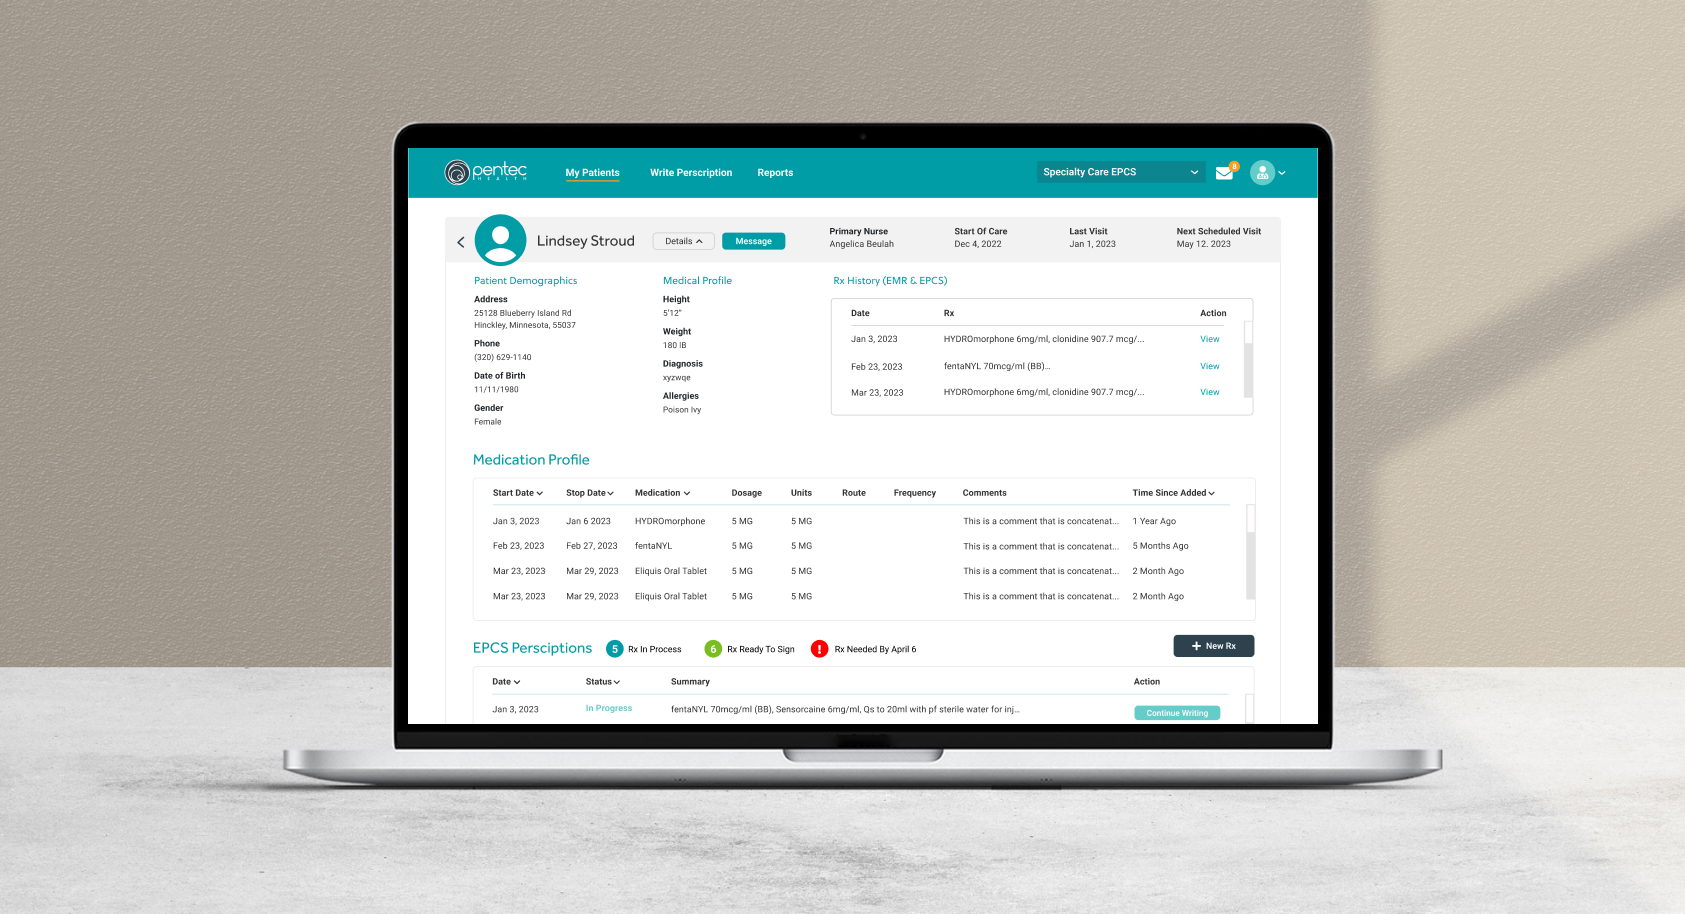 pentec
HEALTH
My Patients
Write Perscription
Reports
Specialty Care EPCS
8
Lindsey Stroud
Details
Message
Primary Nurse
Angelica Beulah
Start Of Care
Dec 4, 2022
Last Visit
Jan 1, 2023
Next Scheduled Visit
May 12. 2023
Patient Demographics
Address
25128 Blueberry Island Rd
Hinckley, Minnesota, 55037
Phone
(320) 629-1140
Date of Birth
11/11/1980
Gender
Female
Medical Profile
Height
5'12"
Weight
180 lB
Diagnosis
xyzwqe
Allergies
Poison Ivy
Rx History (EMR & EPCS)
Date Rx Action
Jan 3, 2023 HYDROmorphone 6mg/ml, clonidine 907.7 mcg/... View
Feb 23, 2023 fentaNYL 70mcg/ml (BB)... View
Mar 23, 2023 HYDROmorphone 6mg/ml, clonidine 907.7 mcg/... View
Medication Profile
Start Date Stop Date Medication Dosage Units Route Frequency Comments Time Since Added
Jan 3, 2023 Jan 6 2023 HYDROmorphone 5 MG 5 MG This is a comment that is concatenat... 1 Year Ago
Feb 23, 2023 Feb 27, 2023 fentaNYL 5 MG 5 MG This is a comment that is concatenat... 5 Months Ago
Mar 23, 2023 Mar 29, 2023 Eliquis Oral Tablet 5 MG 5 MG This is a comment that is concatenat... 2 Month Ago
Mar 23, 2023 Mar 29, 2023 Eliquis Oral Tablet 5 MG 5 MG This is a comment that is concatenat... 2 Month Ago
EPCS Persciptions 5 Rx In Process 6 Rx Ready To Sign ! Rx Needed By April 6 + New Rx
Date Status Summary Action
Jan 3, 2023 In Progress fentaNYL 70mcg/ml (BB), Sensorcaine 6mg/ml, Qs to 20ml with pf sterile water for inj... Continue Writing